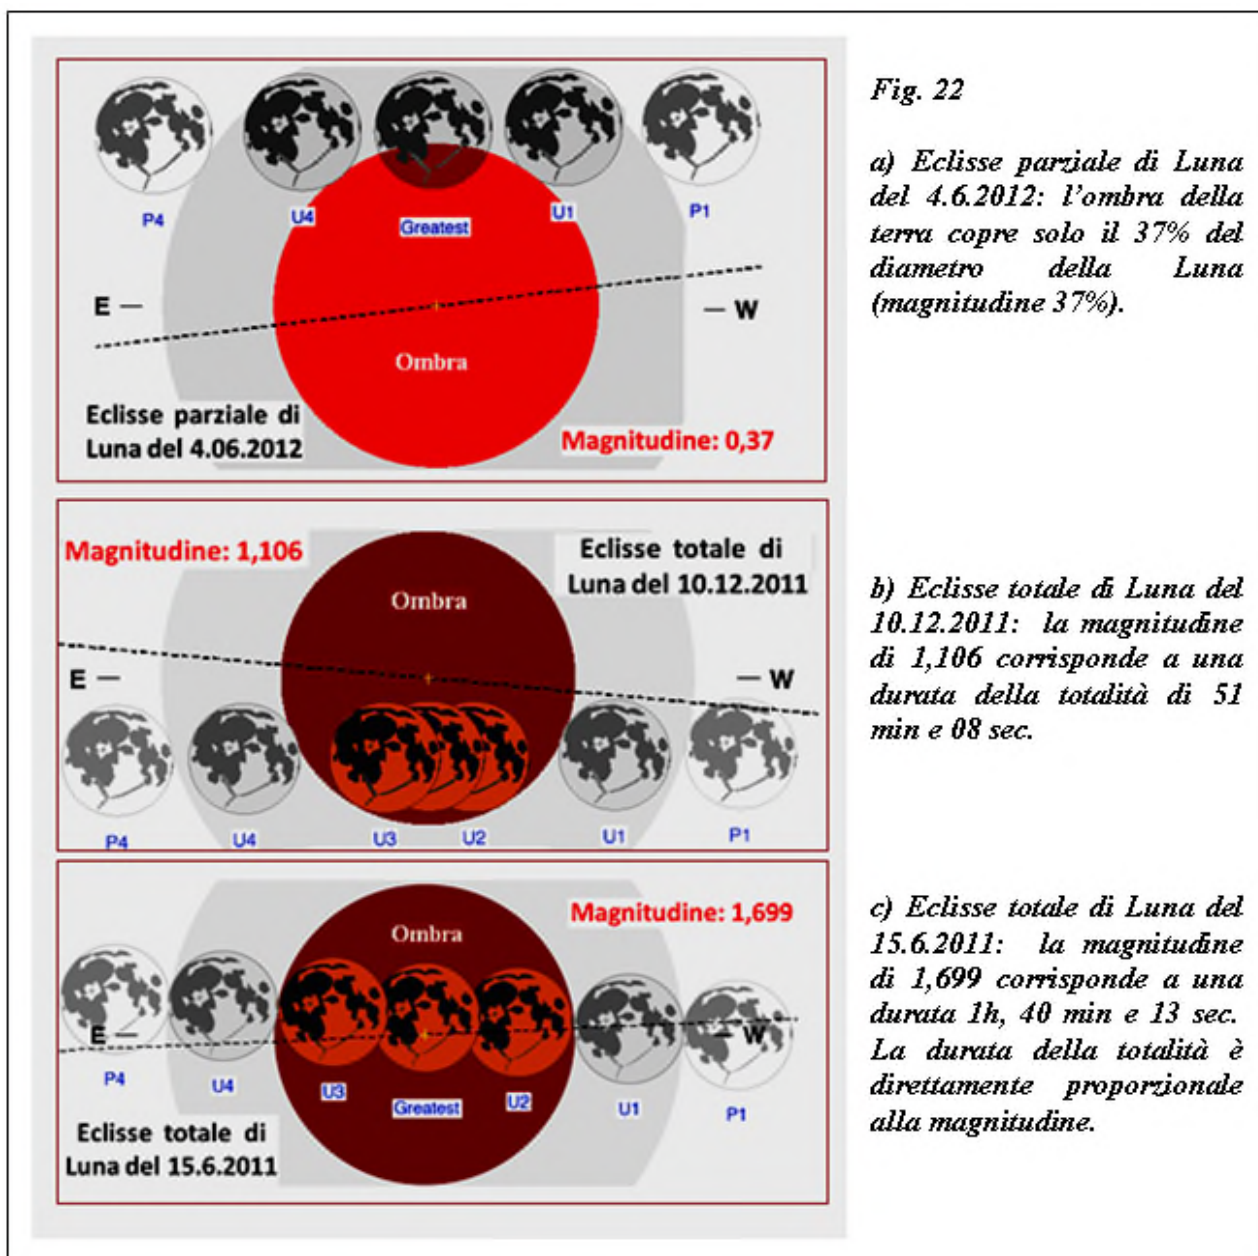 Fig. 22
a) Eclisse parziale di Luna
del 4.6.2012: l'ombra della
terra copre solo il 37% del
diametro della Luna
(magnitudine 37%).
P4
U4
Greatest
U1
P1
E
W
Ombra
Eclisse parziale di
Luna del 4.06.2012
Magnitudine: 0,37
Magnitudine: 1,106
Eclisse totale di
Luna del 10.12.2011
Ombra
E
W
P4
U4
U3
U2
U1
P1
b) Eclisse totale di Luna del
10.12.2011: la magnitudine
di 1,106 corrisponde a una
durata della totalità di 51
min e 08 sec.
Magnitudine: 1,699
Ombra
E
W
P4
U4
U3
Greatest
U2
U1
P1
Eclisse totale di
Luna del 15.6.2011
c) Eclisse totale di Luna del
15.6.2011: la magnitudine
di 1,699 corrisponde a una
durata 1h, 40 min e 13 sec.
La durata della totalità è
direttamente proporzionale
alla magnitudine.